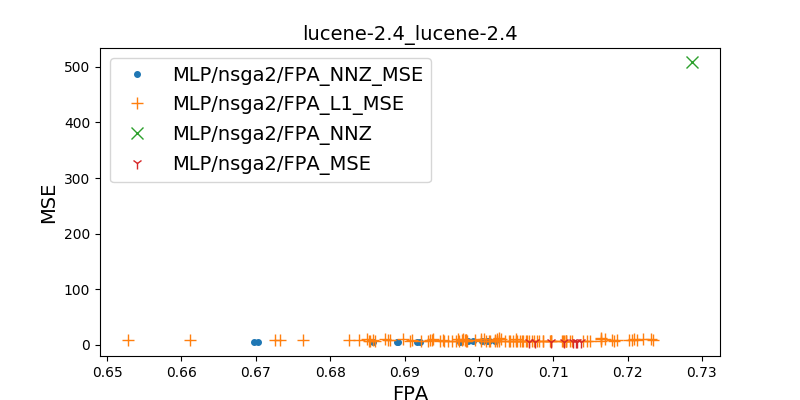 lucene-2.4_lucene-2.4
500
400
300
200
100
0
MSE
MLP/nsga2/FPA_NNZ_MSE
MLP/nsga2/FPA_L1_MSE
MLP/nsga2/FPA_NNZ
MLP/nsga2/FPA_MSE
0.65 0.66 0.67 0.68 0.69 0.70 0.71 0.72 0.73
FPA